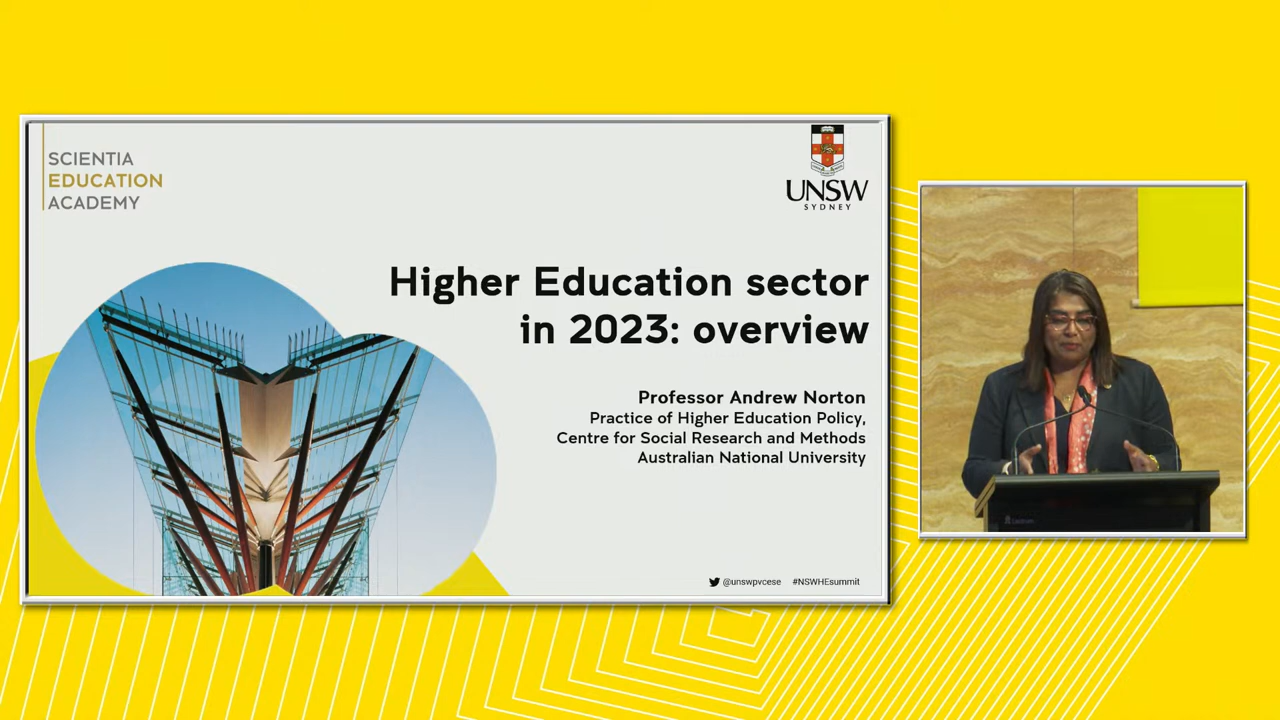 SCIENTIA
EDUCATION
ACADEMY
UNSW
SYDNEY
Higher Education sector
in 2023: overview
Professor Andrew Norton
Practice of Higher Education Policy,
Centre for Social Research and Methods
Australian National University
@unswpvcese #NSWHEsummit